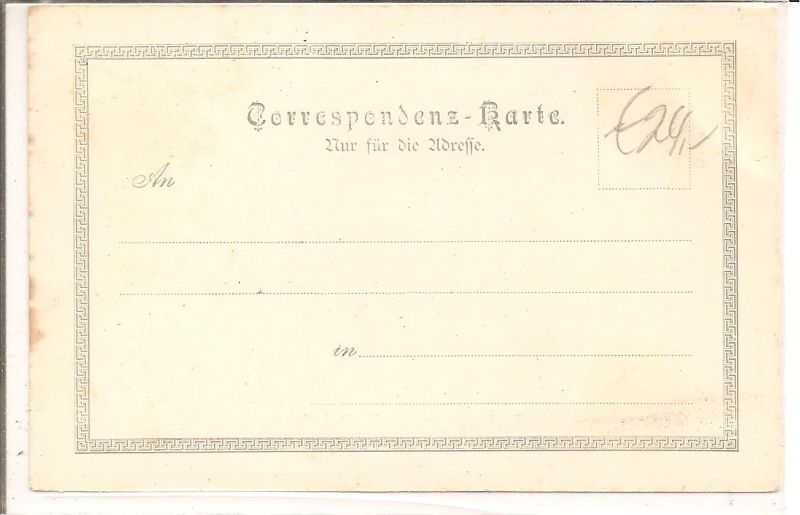 Correspondenz-Karte.
Nur für die Adresse.
€24,-
An
in